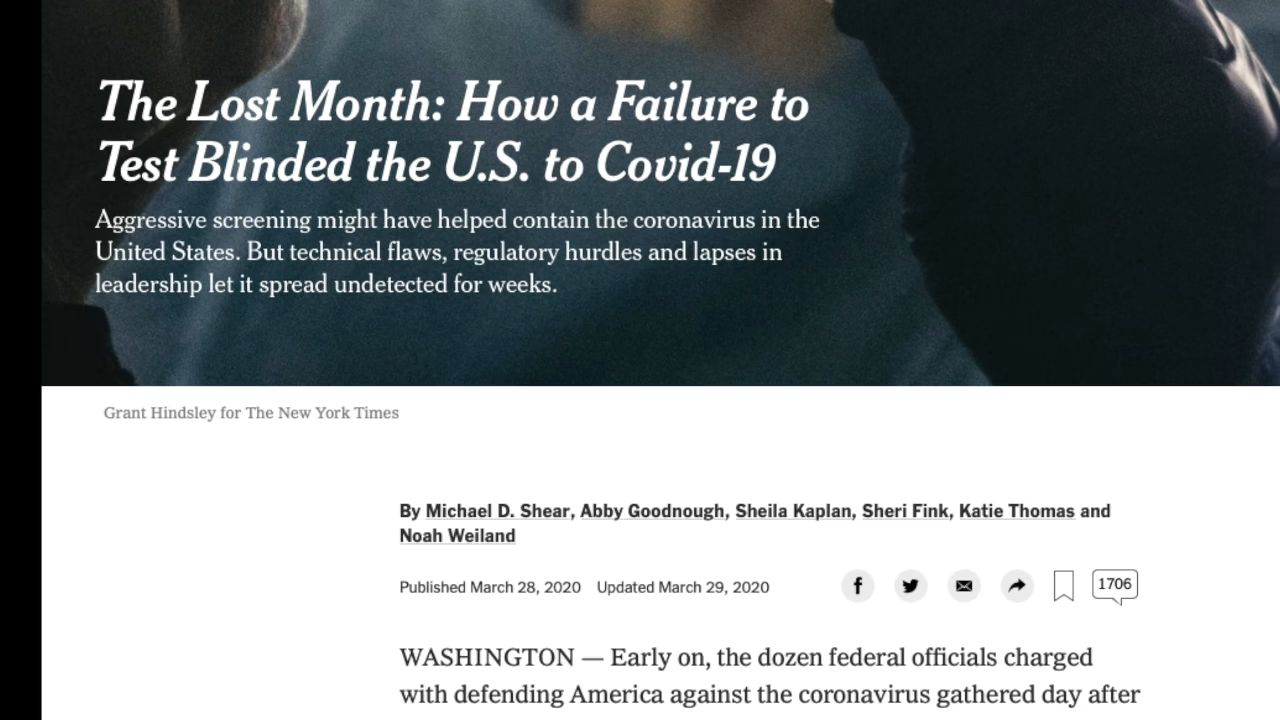 The Lost Month: How a Failure to
Test Blinded the U.S. to Covid-19
Aggressive screening might have helped contain the coronavirus in the
United States. But technical flaws, regulatory hurdles and lapses in
leadership let it spread undetected for weeks.
Grant Hindsley for The New York Times
By Michael D. Shear, Abby Goodnough, Sheila Kaplan, Sheri Fink, Katie Thomas and
Noah Weiland
Published March 28, 2020 Updated March 29, 2020 1706
WASHINGTON — Early on, the dozen federal officials charged
with defending America against the coronavirus gathered day after